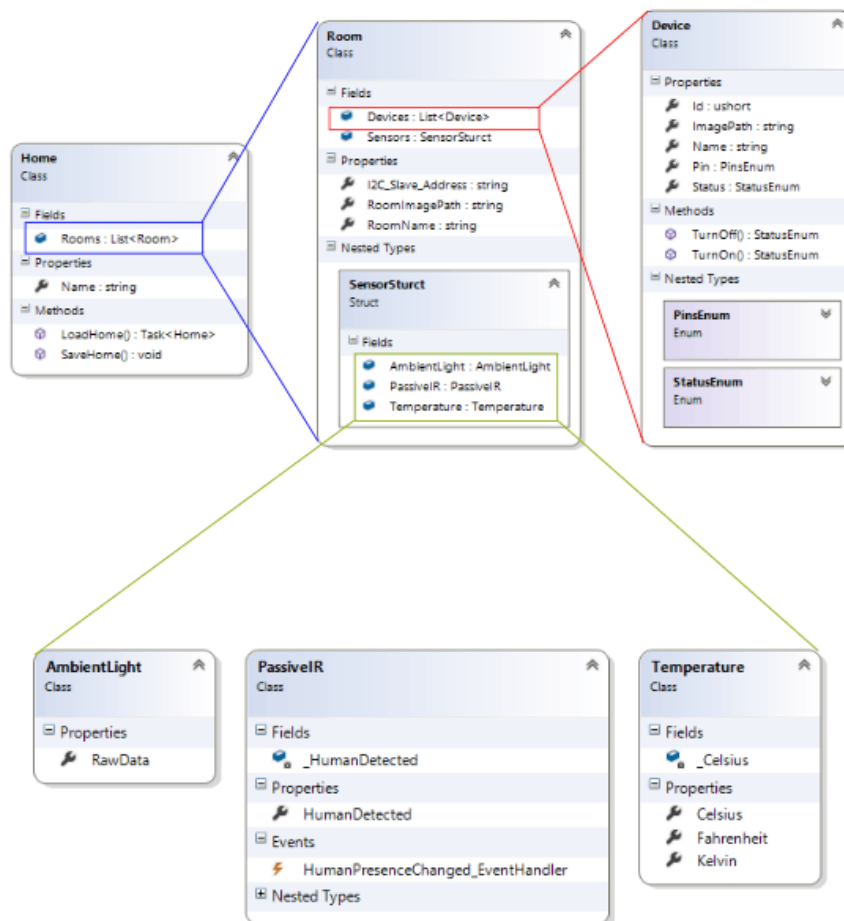 Home
Class
Fields
Rooms : List<Room>
Properties
Name : string
Methods
LoadHome() : Task<Home>
SaveHome() : void
Room
Class
Fields
Devices : List<Device>
Sensors : SensorSturct
Properties
I2C_Slave_Address : string
RoomImagePath : string
RoomName : string
Nested Types
SensorSturct
Struct
Fields
AmbientLight : AmbientLight
PassiveIR : PassiveIR
Temperature : Temperature
Device
Class
Properties
Id : ushort
ImagePath : string
Name : string
Pin : PinsEnum
Status : StatusEnum
Methods
TurnOff() : StatusEnum
TurnOn() : StatusEnum
Nested Types
PinsEnum
Enum
StatusEnum
Enum
AmbientLight
Class
Properties
RawData
PassiveIR
Class
Fields
_HumanDetected
Properties
HumanDetected
Events
HumanPresenceChanged_EventHandler
Nested Types
Temperature
Class
Fields
_Celsius
Properties
Celsius
Fahrenheit
Kelvin